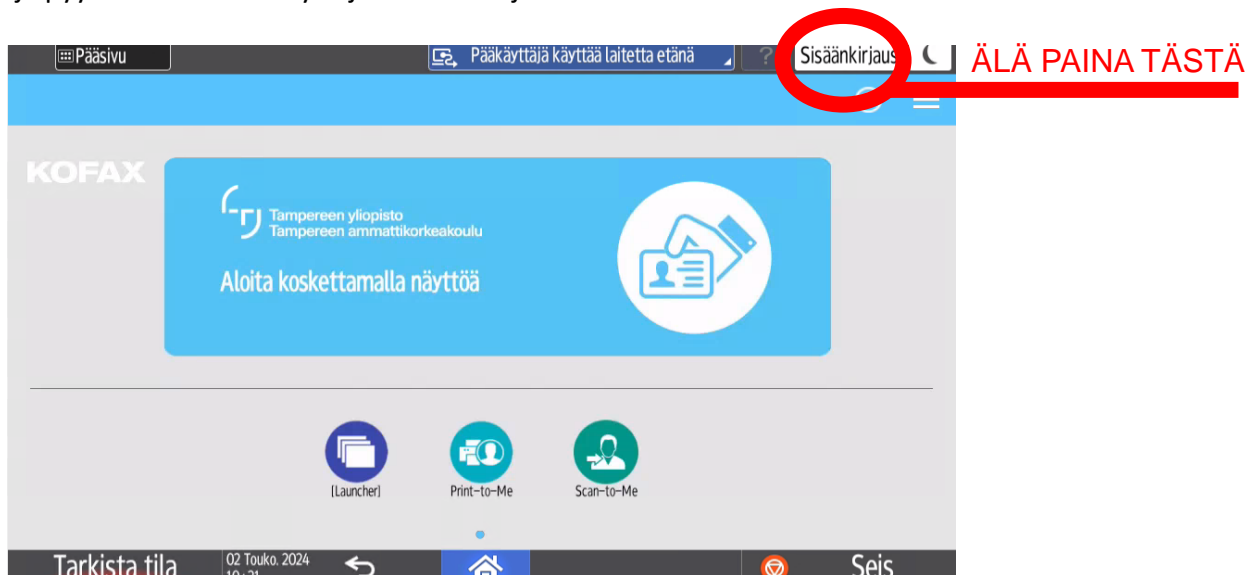 Pääsivu
Pääkäyttäjä käyttää laitetta etänä
?
Sisäänkirjaus
ÄLÄ PAINA TÄSTÄ
KOFAX
Tampereen yliopisto
Tampereen ammattikorkeakoulu
Aloita koskettamalla näyttöä
[Launcher]
Print-to-Me
Scan-to-Me
Tarkista tila
02 Touko. 2024
Seis